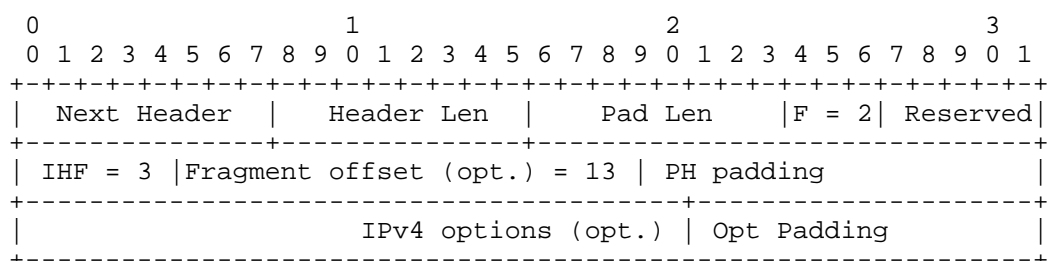 0                   1                   2                   3
 0 1 2 3 4 5 6 7 8 9 0 1 2 3 4 5 6 7 8 9 0 1 2 3 4 5 6 7 8 9 0 1
+-+-+-+-+-+-+-+-+-+-+-+-+-+-+-+-+-+-+-+-+-+-+-+-+-+-+-+-+-+-+-+-+
|  Next Header  |   Header Len  |    Pad Len    |F = 2| Reserved|
+---------------+---------------+-------------------------------+
| IHF = 3 |Fragment offset (opt.) = 13 | PH padding             |
+-----------------------------------------+---------------------+
|                     IPv4 options (opt.) | Opt Padding         |
+---------------------------------------------------------------+